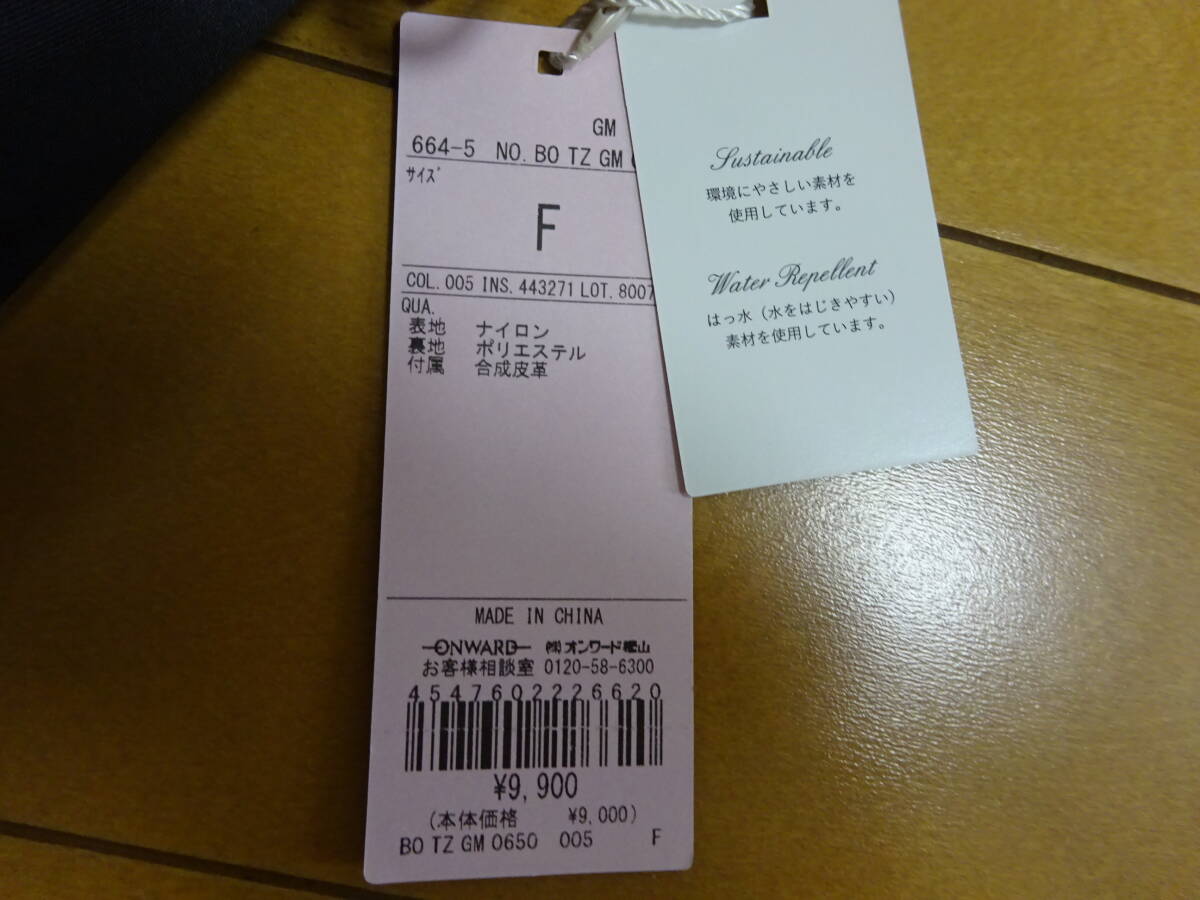 GM
664-5 NO. BO TZ GM
サイズ
F
COL. 005 INS. 443271 LOT. 8007
QUA.
表地 ナイロン
裏地 ポリエステル
付属 合成皮革
MADE IN CHINA
ONWARD ㈱オンワード樫山
お客様相談室 0120-58-6300
4547602226620
¥9,900
(本体価格 ¥9,000)
BO TZ GM 0650 005 F
Sustainable
環境にやさしい素材を
使用しています。
Water Repellent
はっ水（水をはじきやすい）
素材を使用しています。